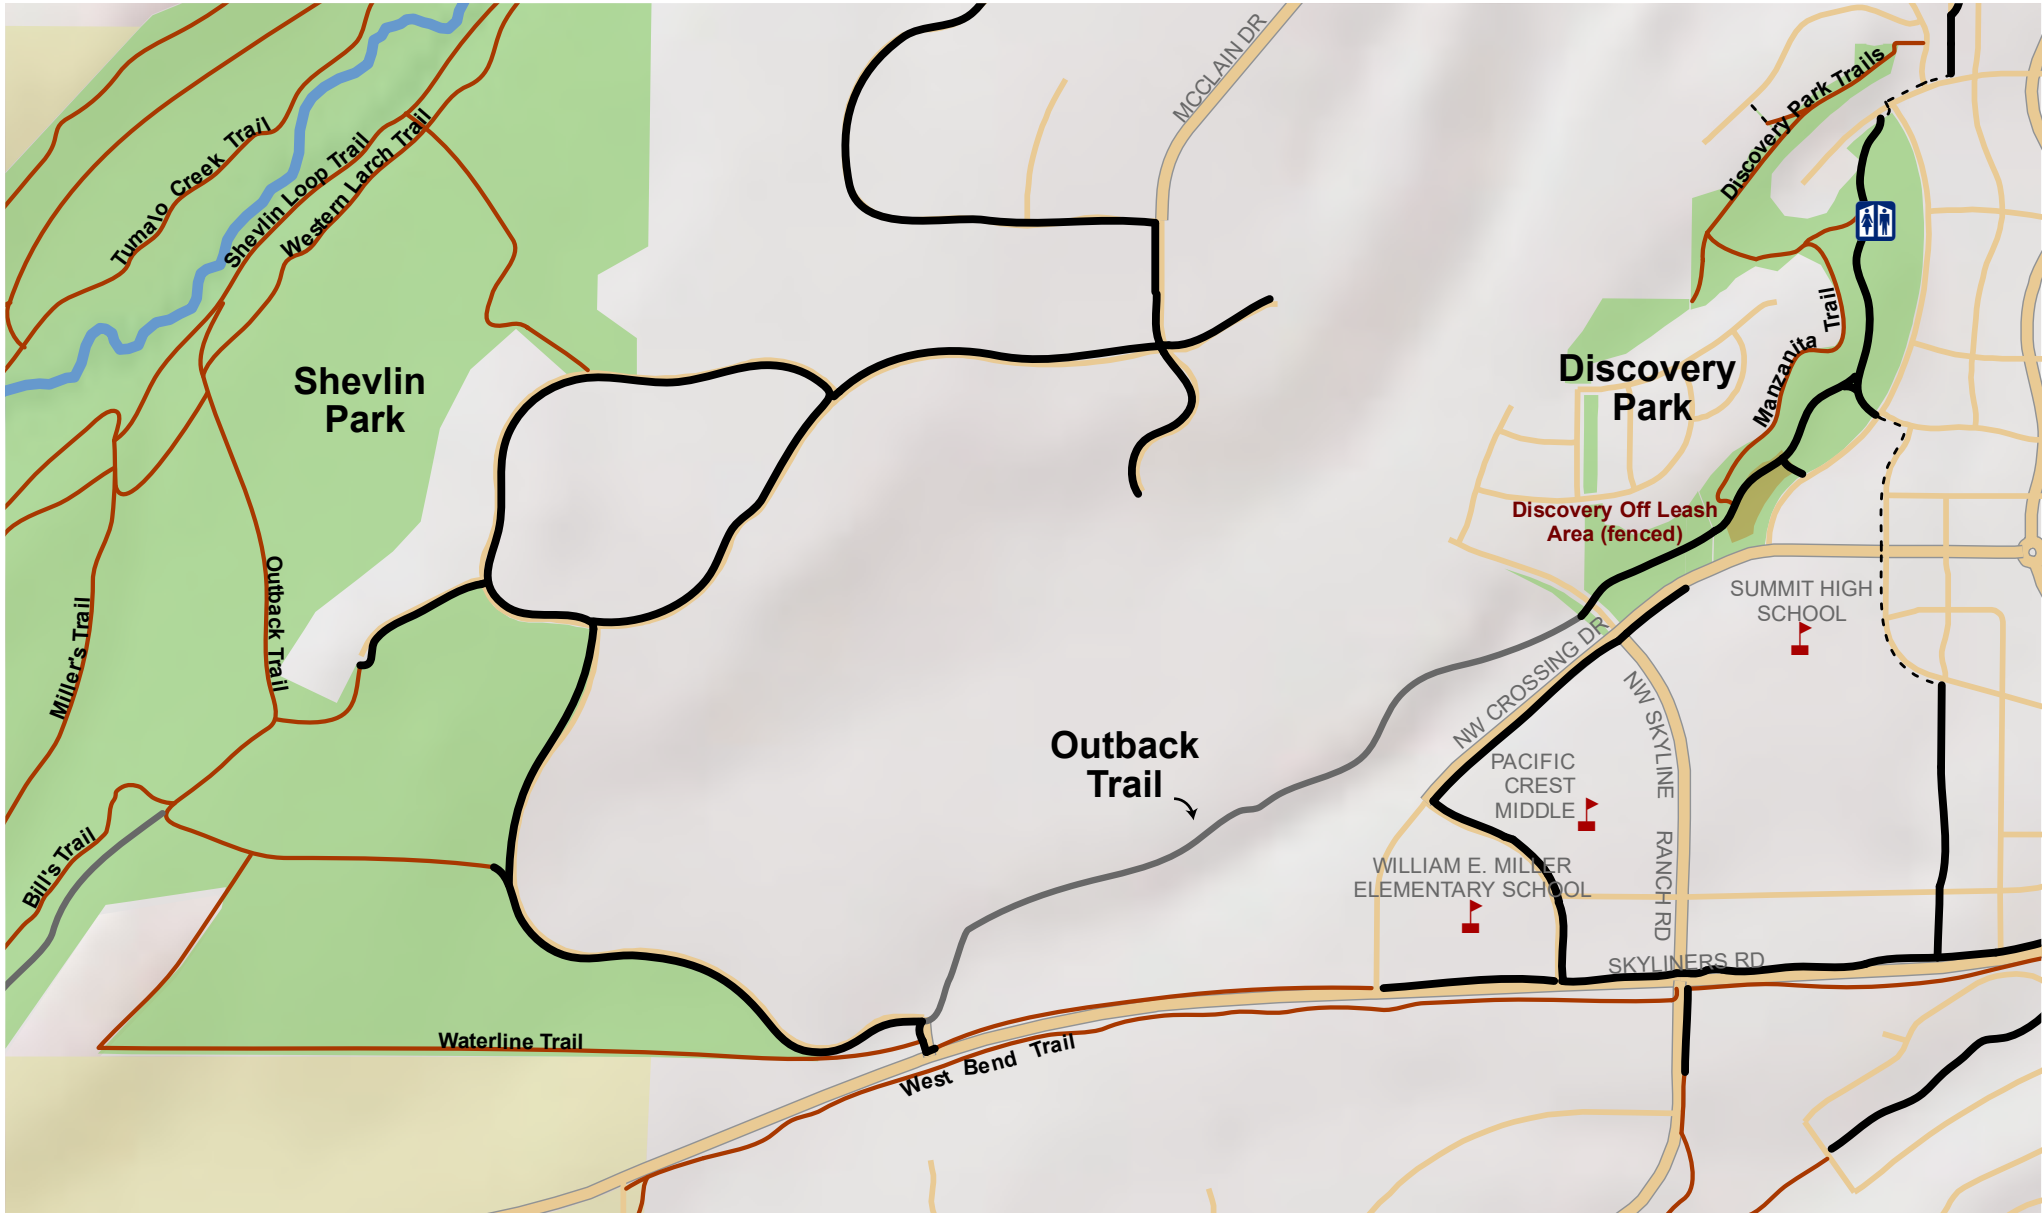 MCCLAIN DR
Discovery Park Trails
Tumalo Creek Trail
Shevlin Loop Trail
Western Larch Trail
Manzanita Trail
Shevlin
Park
Discovery
Park
Discovery Off Leash
Area (fenced)
SUMMIT HIGH
SCHOOL
Outback Trail
Miller's Trail
NW CROSSING DR
NW SKYLINE RANCH RD
Outback
Trail
PACIFIC
CREST
MIDDLE
WILLIAM E. MILLER
ELEMENTARY SCHOOL
Bill's Trail
SKYLINERS RD
Waterline Trail
West Bend Trail